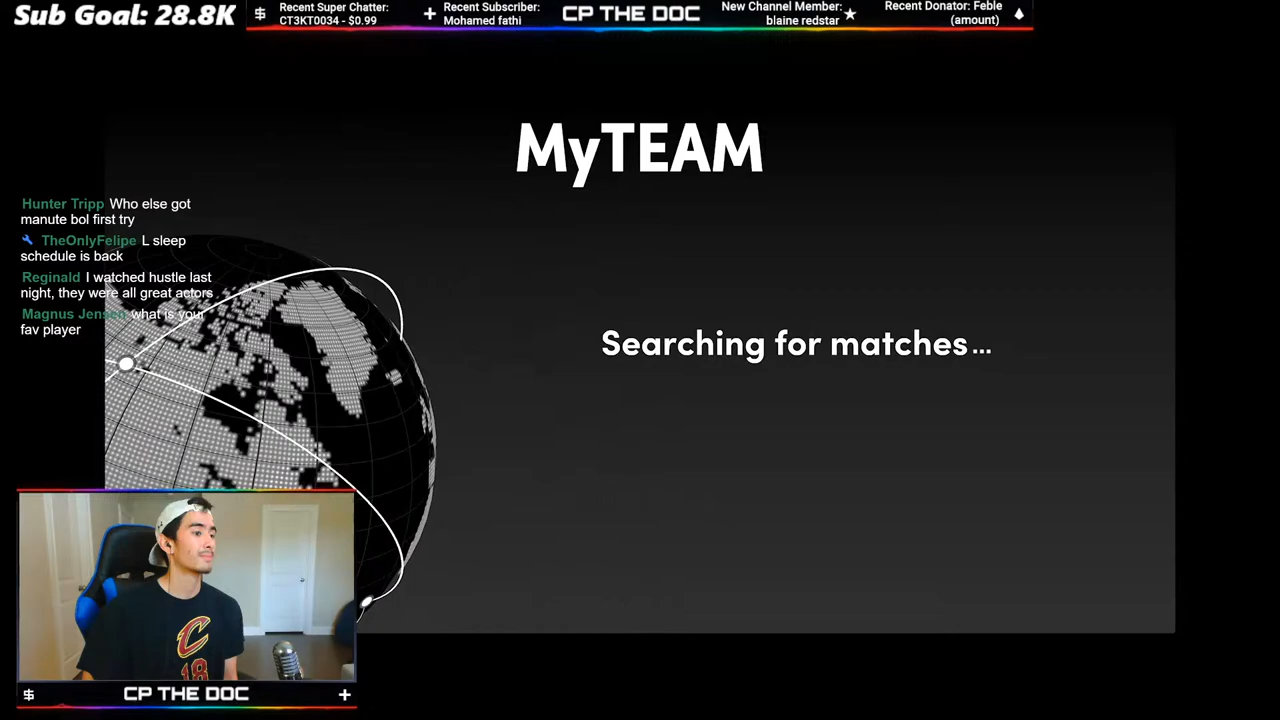 Sub Goal: 28.8K
$
Recent Super Chatter:
CT3KT0034 - $0.99
+
Recent Subscriber:
Mohamed fathi
CP THE DOC
New Channel Member:
blaine redstar
Recent Donator: Feble
(amount)
MyTEAM
Hunter Tripp Who else got
manute bol first try
TheOnlyFelipe L sleep
schedule is back
Reginald I watched hustle last
night, they were all great actors
Magnus Jensen what is your
fav player
Searching for matches...
C
18
$
CP THE DOC
+